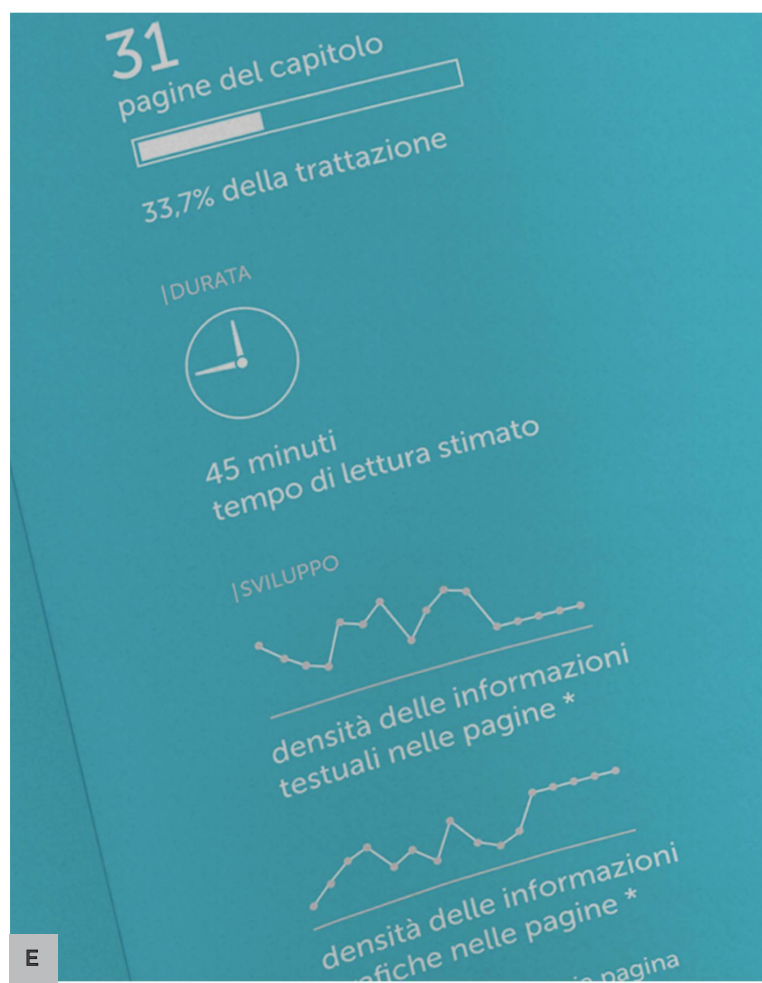 31
pagine del capitolo
33,7% della trattazione
|DURATA
45 minuti
tempo di lettura stimato
|SVILUPPO
densità delle informazioni
testuali nelle pagine *
densità delle informazioni
nelle pagine *
pagina
E